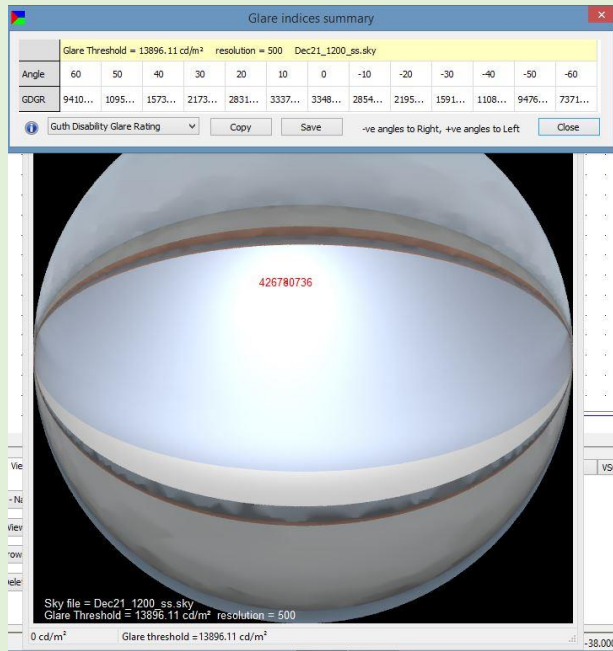 Glare indices summary
Glare Threshold = 13896.11 cd/m² resolution = 500 Dec21_1200_ss.sky
Angle 60 50 40 30 20 10 0 -10 -20 -30 -40 -50 -60
GDGR 9410... 1095... 1573... 2173... 2831... 3337... 3348... 2854... 2195... 1591... 1108... 9476... 7371...
Guth Disability Glare Rating Copy Save -ve angles to Right, +ve angles to Left Close
Sky file = Dec21_1200_ss.sky
Glare Threshold = 13896.11 cd/m² resolution = 500
0 cd/m² Glare threshold =13896.11 cd/m²
-38.000